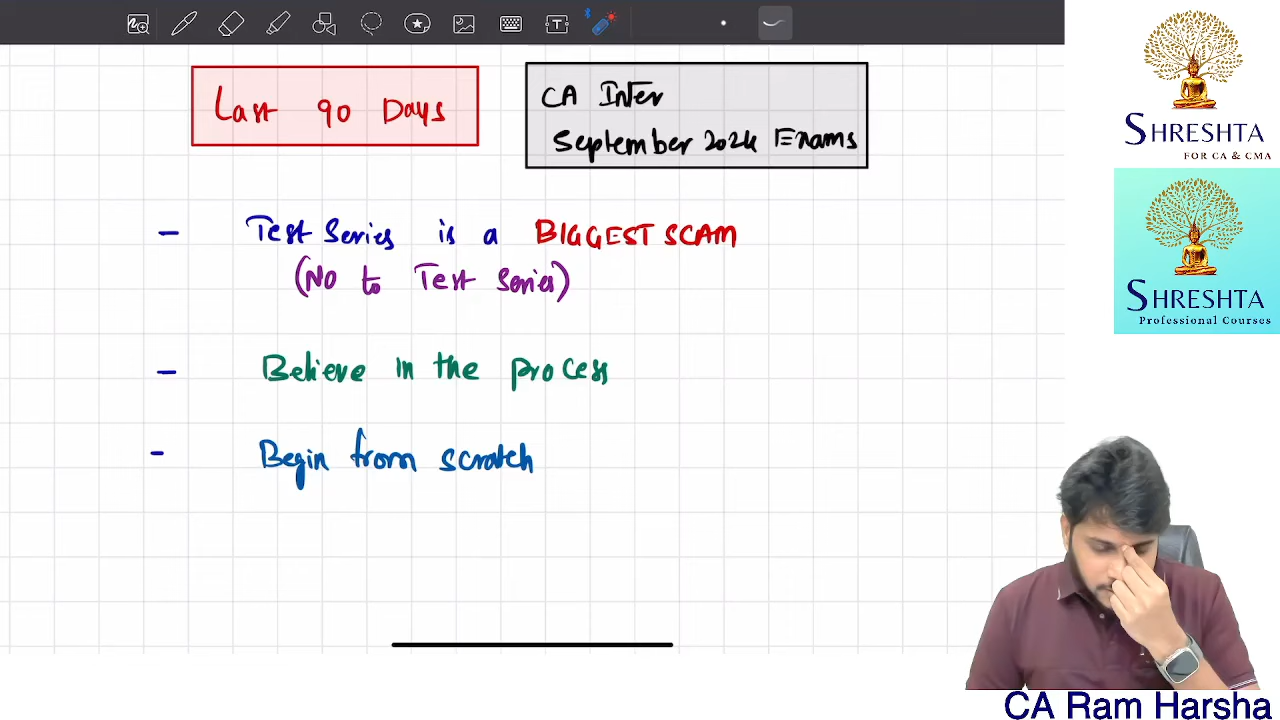 Last 90 Days
CA Inter
September 2024 Exams
SHRESHTA
FOR CA & CMA
SHRESHTA
Professional Courses
- Test Series is a BIGGEST SCAM
(NO to Test Series)
- Believe in the process
- Begin from scratch
CA Ram Harsha